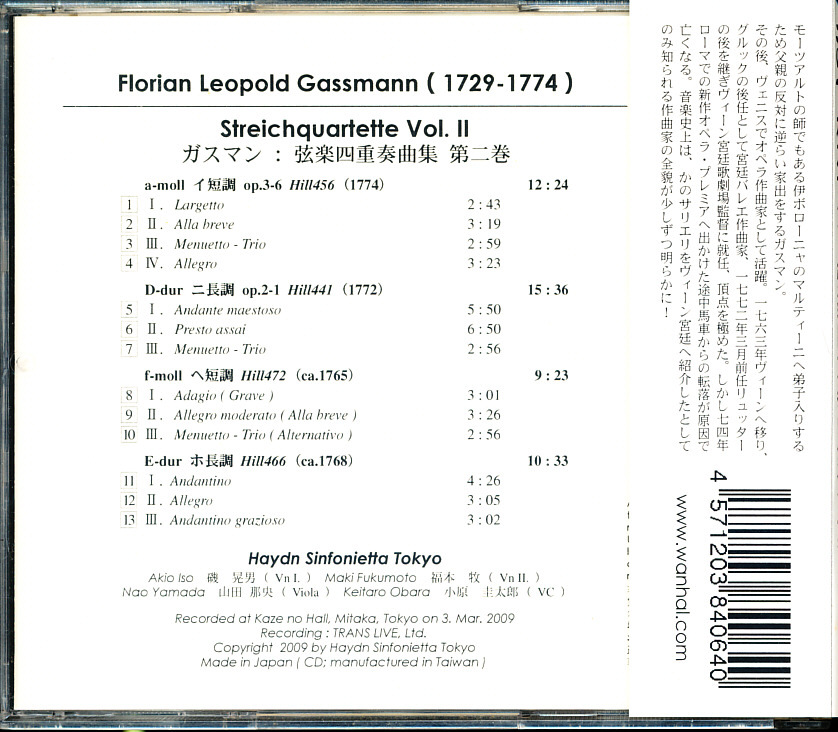 Florian Leopold Gassmann ( 1729-1774 )
Streichquartette Vol. II
ガスマン : 弦楽四重奏曲集 第二巻
a-moll イ短調 op.3-6 Hill456 (1774) 12 : 24
1 Ⅰ. Largetto 2 : 43
2 Ⅱ. Alla breve 3 : 19
3 Ⅲ. Menuetto - Trio 2 : 59
4 Ⅳ. Allegro 3 : 23
D-dur ニ長調 op.2-1 Hill441 (1772) 15 : 36
5 Ⅰ. Andante maestoso 5 : 50
6 Ⅱ. Presto assai 6 : 50
7 Ⅲ. Menuetto - Trio 2 : 56
f-moll ヘ短調 Hill472 (ca.1765) 9 : 23
8 Ⅰ. Adagio ( Grave ) 3 : 01
9 Ⅱ. Allegro moderato ( Alla breve ) 3 : 26
10 Ⅲ. Menuetto - Trio ( Alternativo ) 2 : 56
E-dur ホ長調 Hill466 (ca.1768) 10 : 33
11 Ⅰ. Andantino 4 : 26
12 Ⅱ. Allegro 3 : 05
13 Ⅲ. Andantino grazioso 3 : 02
Haydn Sinfonietta Tokyo
Akio Iso 磯 晃男 ( Vn I. ) Maki Fukumoto 福本 牧 ( Vn II. )
Nao Yamada 山田 那央 ( Viola ) Keitaro Obara 小原 圭太郎 ( VC )
Recorded at Kaze no Hall, Mitaka, Tokyo on 3. Mar. 2009
Recording : TRANS LIVE, Ltd.
Copyright 2009 by Haydn Sinfonietta Tokyo
Made in Japan ( CD; manufactured in Taiwan )
モーツアルトの師でもある伊ボローニャのマルティーニへ弟子入りする
ため父親の反対に逆らい家出をするガスマン。
その後、ヴェニスでオペラ作曲家として活躍。一七六三年ヴィーンへ移り、
グルックの後任として宮廷バレエ作曲家、一七七二年三月前任リュッター
の後を継ぎヴィーン宮廷歌劇場監督に就任、頂点を極めた。しかし七四年
ローマでの新作オペラ・プレミアへ出かけた途中馬車からの転落が原因で
亡くなる。音楽史上は、かのサリエリをヴィーン宮廷へ紹介したとして
のみ知られる作曲家の全貌が少しずつ明らかに!
4 571203 840640
www.wanhal.com